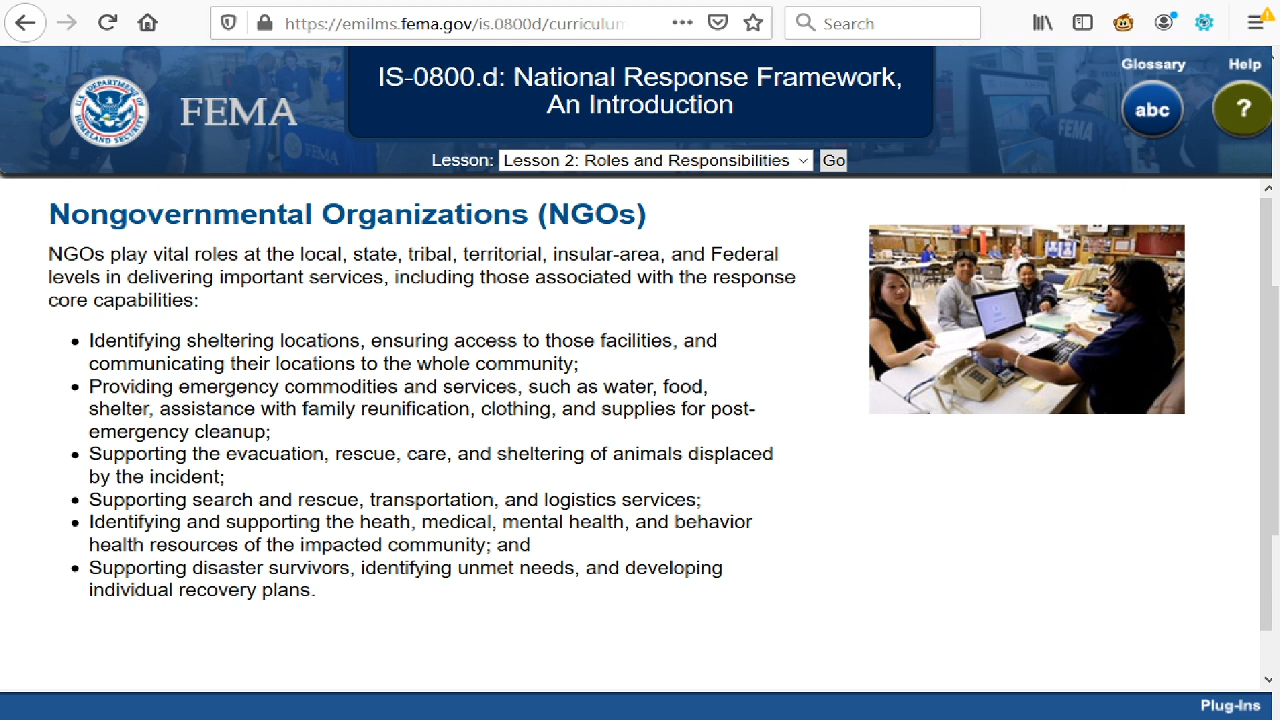 https://emilms.fema.gov/is.0800d/curriculum
Search
U.S. DEPARTMENT OF
HOMELAND SECURITY
FEMA
IS-0800.d: National Response Framework,
An Introduction
Glossary
Help
abc
?
FEMA
FEMA
Lesson:
Lesson 2: Roles and Responsibilities
Go
Nongovernmental Organizations (NGOs)
NGOs play vital roles at the local, state, tribal, territorial, insular-area, and Federal
levels in delivering important services, including those associated with the response
core capabilities:
• Identifying sheltering locations, ensuring access to those facilities, and
communicating their locations to the whole community;
• Providing emergency commodities and services, such as water, food,
shelter, assistance with family reunification, clothing, and supplies for post-
emergency cleanup;
• Supporting the evacuation, rescue, care, and sheltering of animals displaced
by the incident;
• Supporting search and rescue, transportation, and logistics services;
• Identifying and supporting the heath, medical, mental health, and behavior
health resources of the impacted community; and
• Supporting disaster survivors, identifying unmet needs, and developing
individual recovery plans.
Plug-Ins